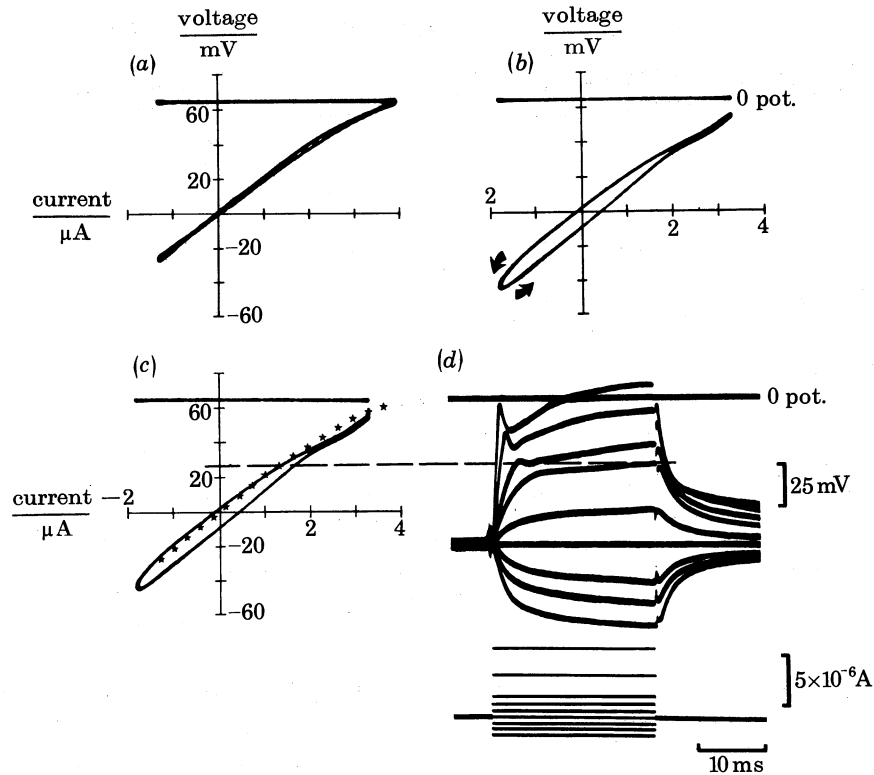 voltage
mV
(a)
60
20
current
μA
−20
−60
voltage
mV
(b)
0 pot.
2
2
4
(c)
60
20
current −2
μA
2
4
−20
−60
(d)
0 pot.
25 mV
5×10⁻⁶A
10 ms